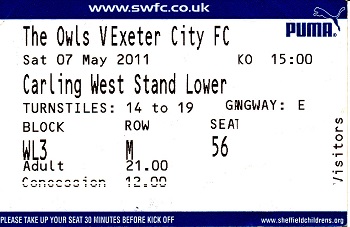 www.swfc.co.uk
PUMA
The Owls VExeter City FC
Sat 07 May 2011 KO 15:00
Carling West Stand Lower
TURNSTILES: 14 to 19 GANGWAY: E
BLOCK ROW SEAT
WL3 M 56
Adult 21.00
Concession 12.00
Visitors
PLEASE TAKE UP YOUR SEAT 30 MINUTES BEFORE KICK OFF
www.sheffieldchildrens.org